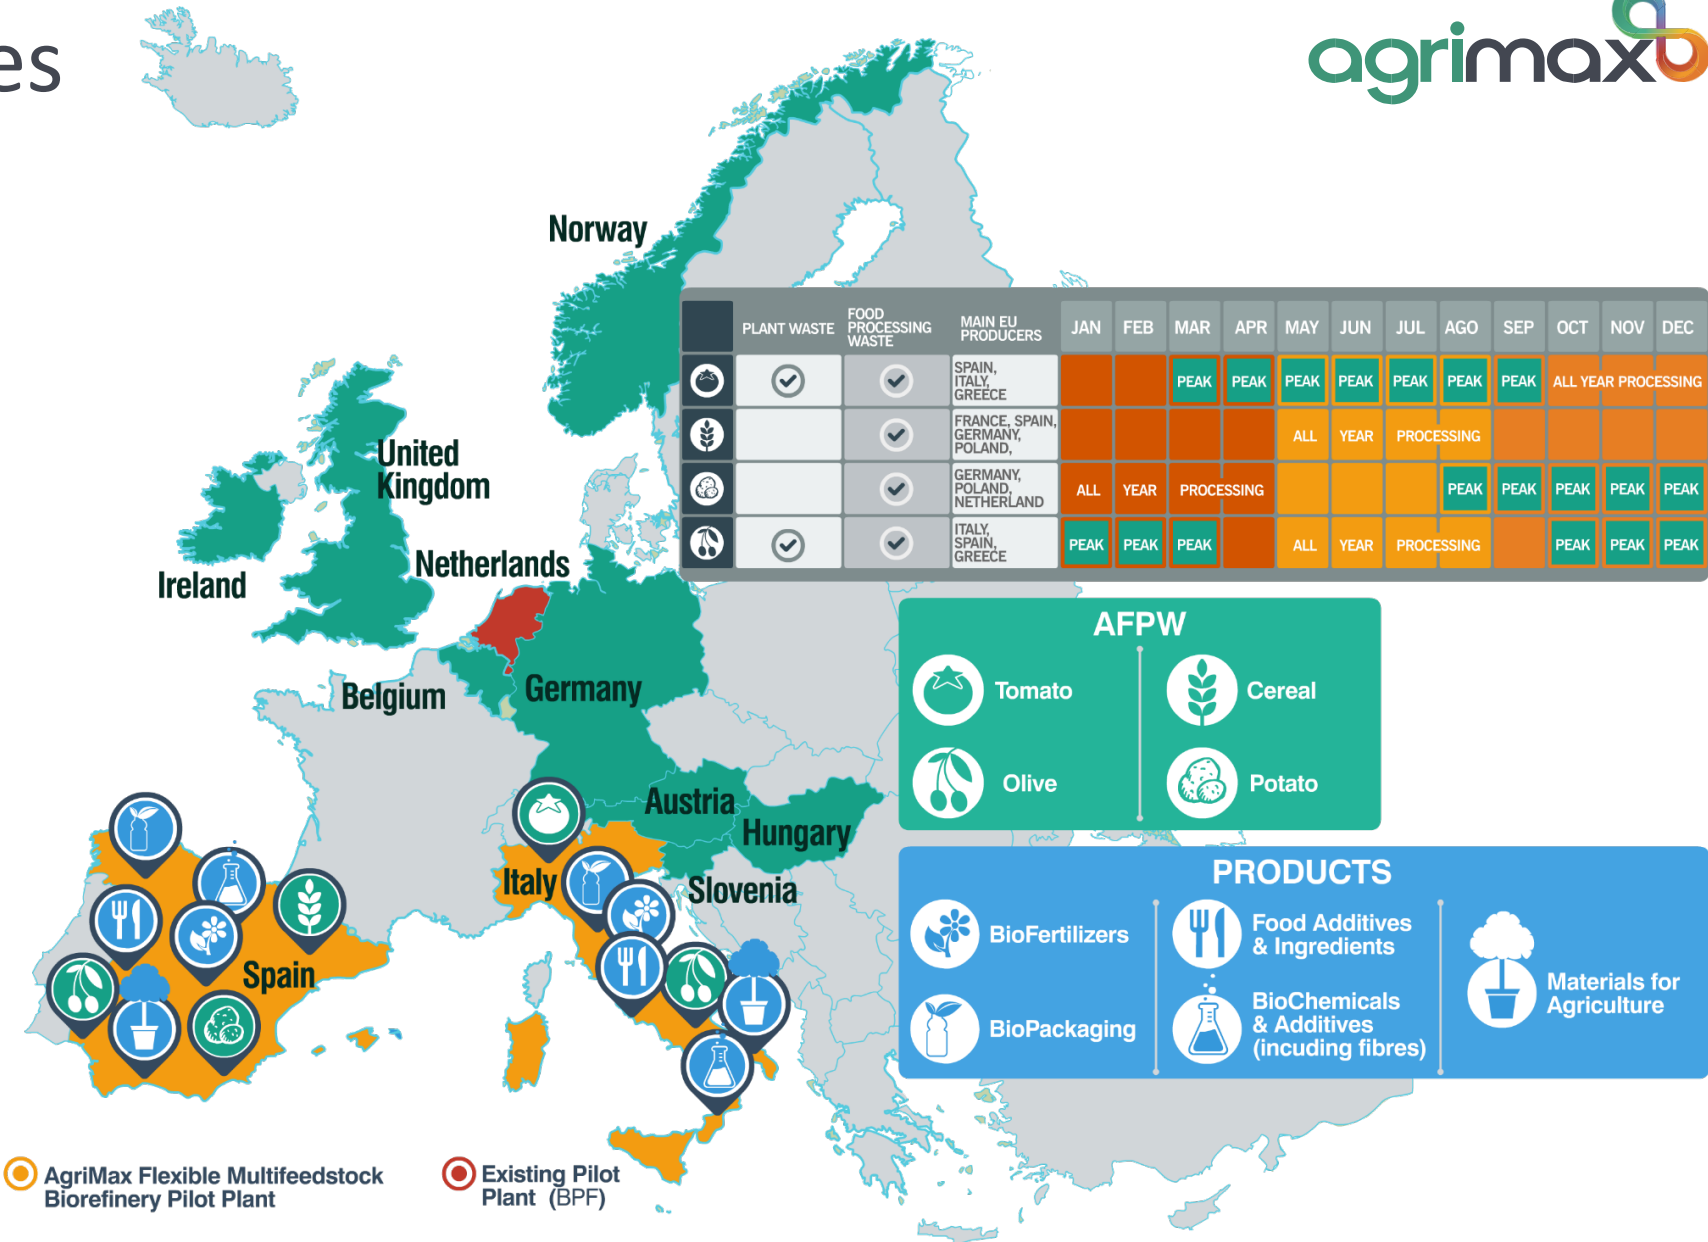 es
agrimax
Norway
United
Kingdom
Ireland
Netherlands
Belgium
Germany
Austria
Hungary
Slovenia
Italy
Spain
PLANT WASTE
FOOD
PROCESSING
WASTE
MAIN EU
PRODUCERS
JAN FEB MAR APR MAY JUN JUL AGO SEP OCT NOV DEC
SPAIN,
ITALY,
GREECE
PEAK PEAK PEAK PEAK PEAK PEAK PEAK ALL YEAR PROCESSING
FRANCE, SPAIN,
GERMANY,
POLAND,
ALL YEAR PROCESSING
GERMANY,
POLAND,
NETHERLAND
ALL YEAR PROCESSING PEAK PEAK PEAK PEAK PEAK
ITALY,
SPAIN,
GREECE
PEAK PEAK PEAK ALL YEAR PROCESSING PEAK PEAK PEAK
AFPW
Tomato
Cereal
Olive
Potato
PRODUCTS
BioFertilizers
Food Additives
& Ingredients
BioPackaging
BioChemicals
& Additives
(incuding fibres)
Materials for
Agriculture
AgriMax Flexible Multifeedstock
Biorefinery Pilot Plant
Existing Pilot
Plant (BPF)